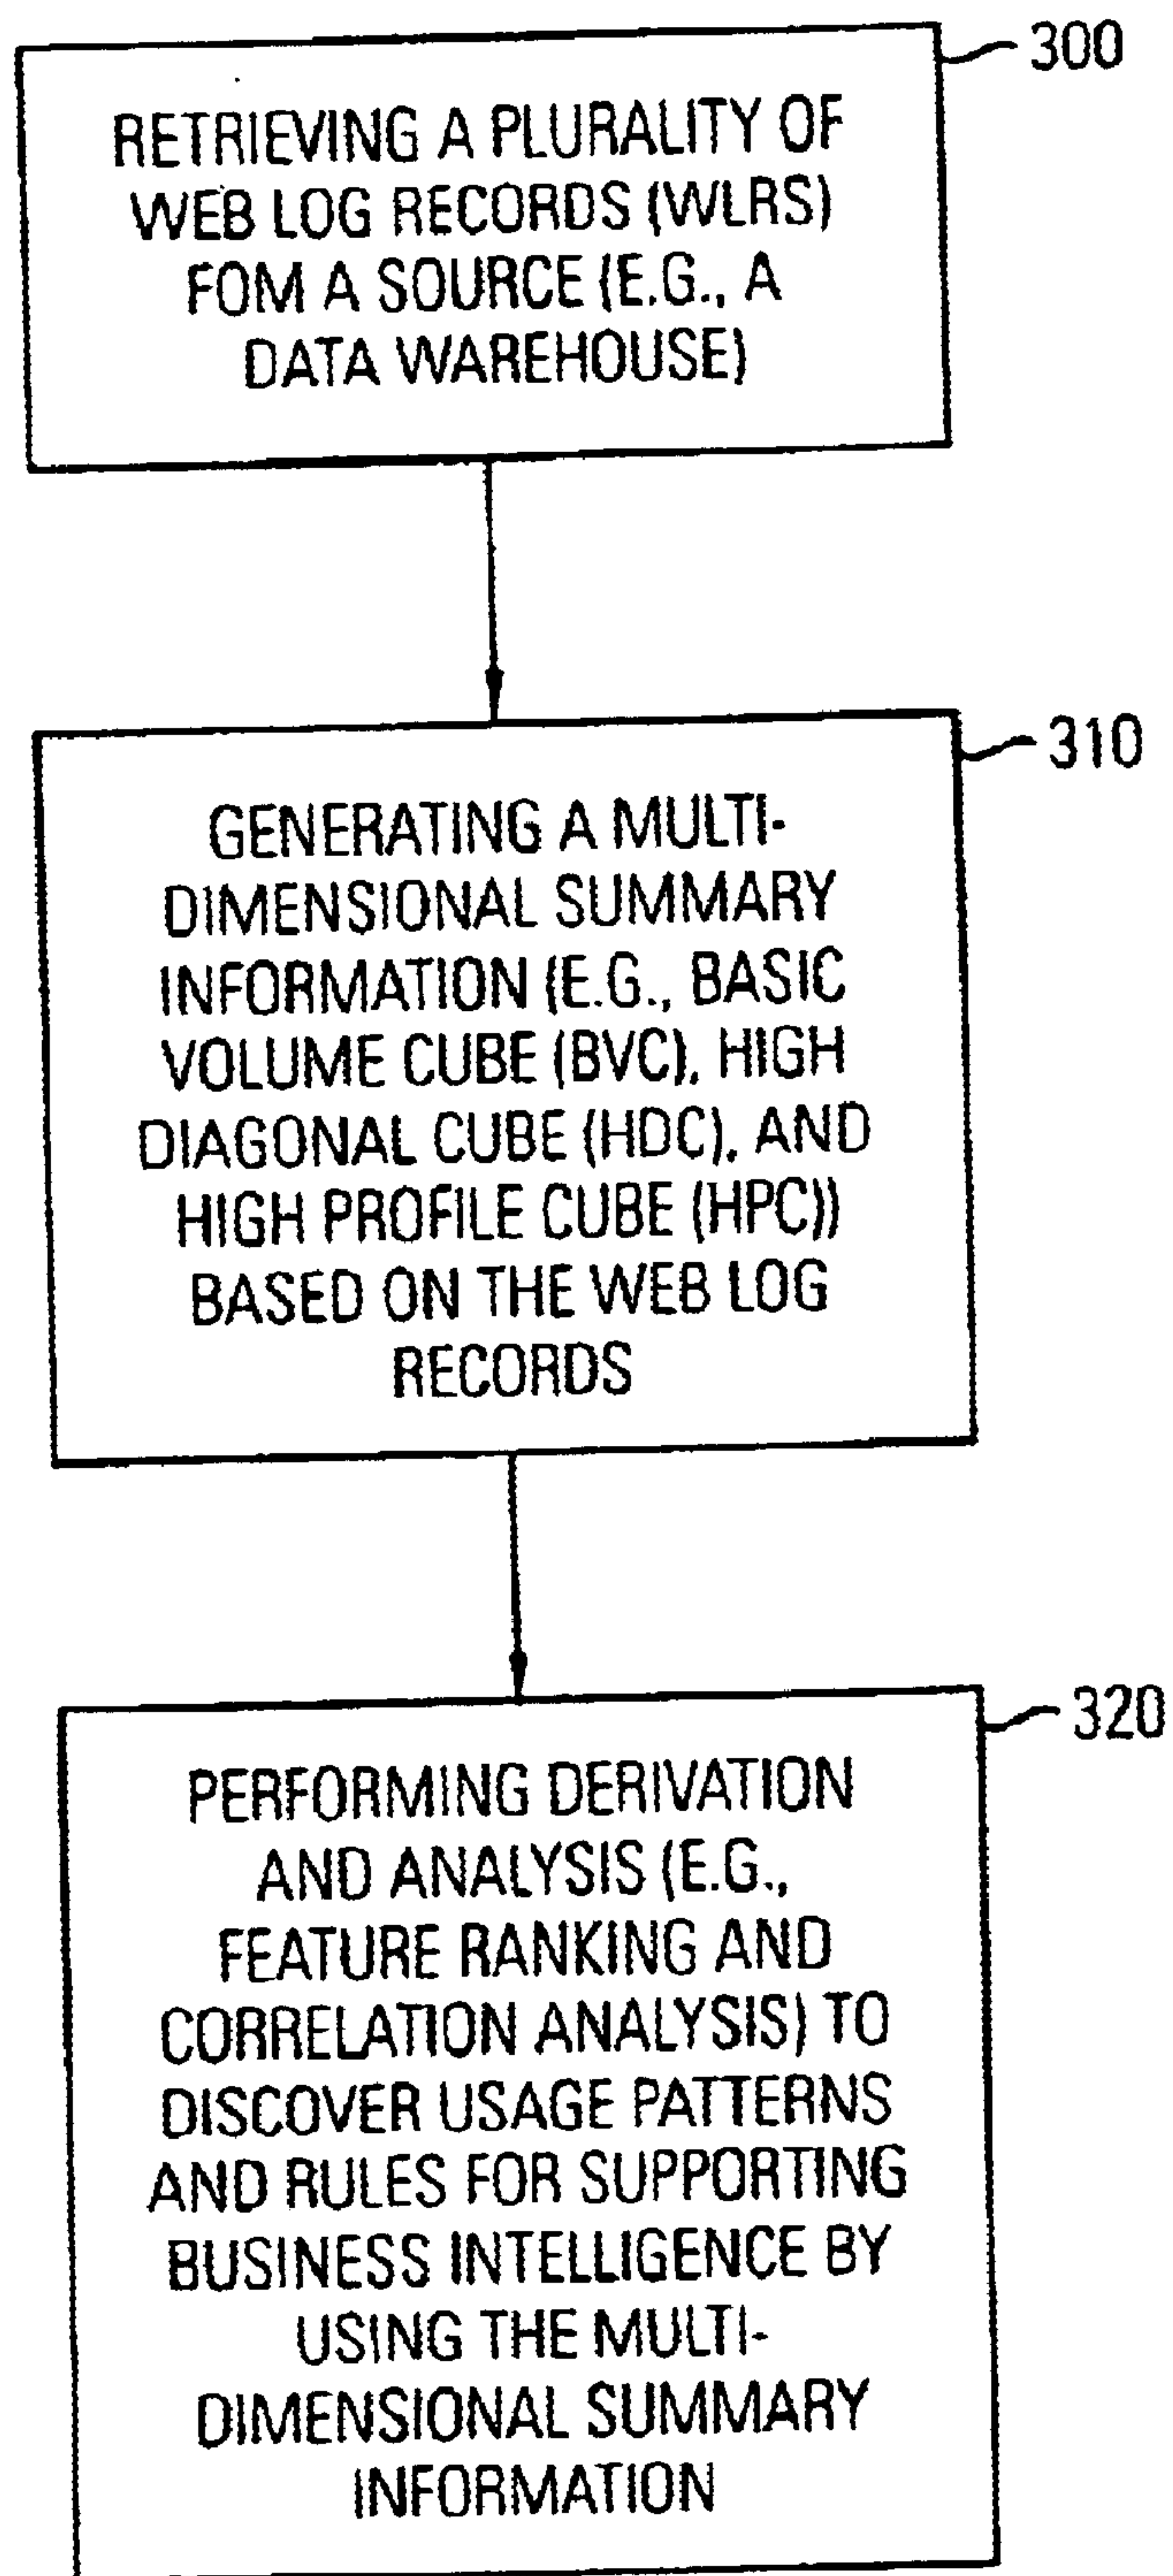 300
RETRIEVING A PLURALITY OF
WEB LOG RECORDS (WLRS)
FOM A SOURCE (E.G., A
DATA WAREHOUSE)
310
GENERATING A MULTI-
DIMENSIONAL SUMMARY
INFORMATION (E.G., BASIC
VOLUME CUBE (BVC), HIGH
DIAGONAL CUBE (HDC), AND
HIGH PROFILE CUBE (HPC))
BASED ON THE WEB LOG
RECORDS
320
PERFORMING DERIVATION
AND ANALYSIS (E.G.,
FEATURE RANKING AND
CORRELATION ANALYSIS) TO
DISCOVER USAGE PATTERNS
AND RULES FOR SUPPORTING
BUSINESS INTELLIGENCE BY
USING THE MULTI-
DIMENSIONAL SUMMARY
INFORMATION